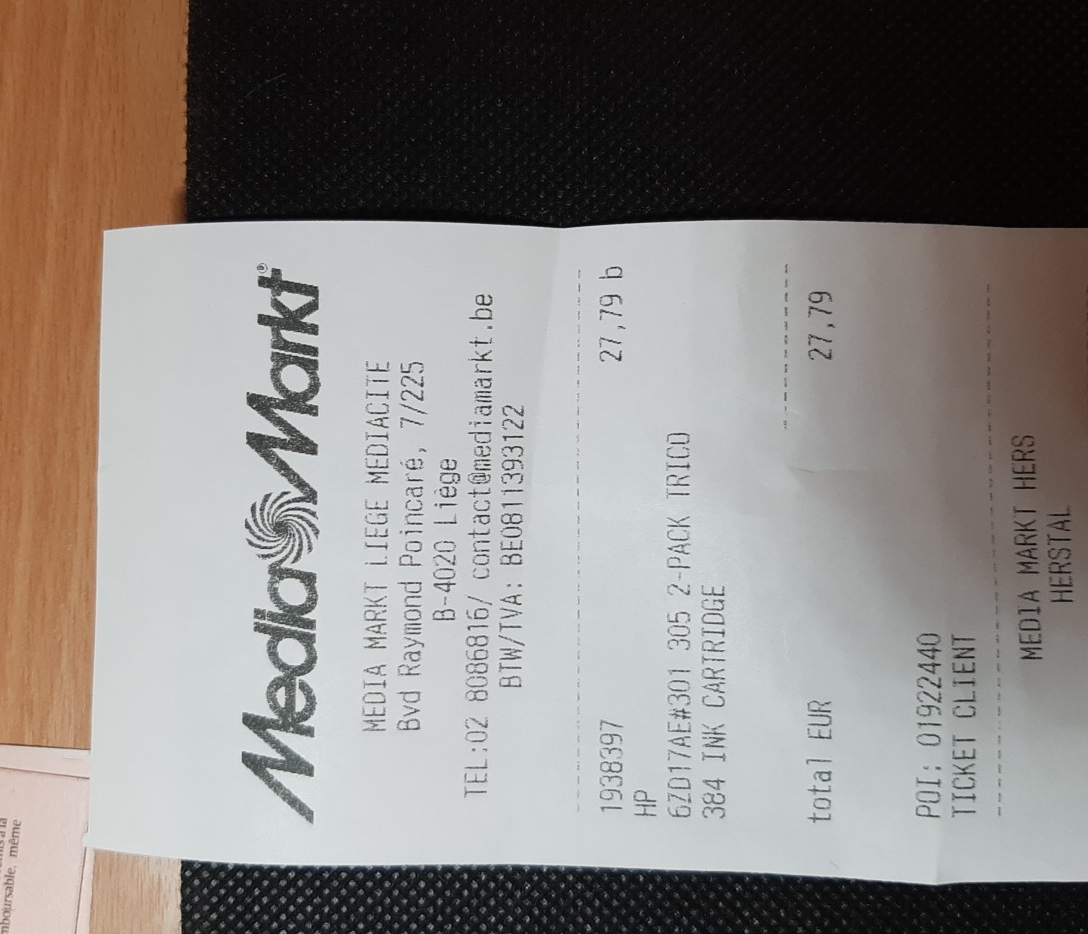 MediaMarkt®
MEDIA MARKT LIEGE MEDIACITE
Bvd Raymond Poincaré, 7/225
B-4020 Liège
TEL:02 8086816/ contact@mediamarkt.be
BTW/TVA: BE0811393122
1938397 27,79 b
HP
6ZD17AE#301 305 2-PACK TRICO
384 INK CARTRIDGE
total EUR 27,79
POI: 01922440
TICKET CLIENT
MEDIA MARKT HERS
HERSTAL
à la
mboursable. même